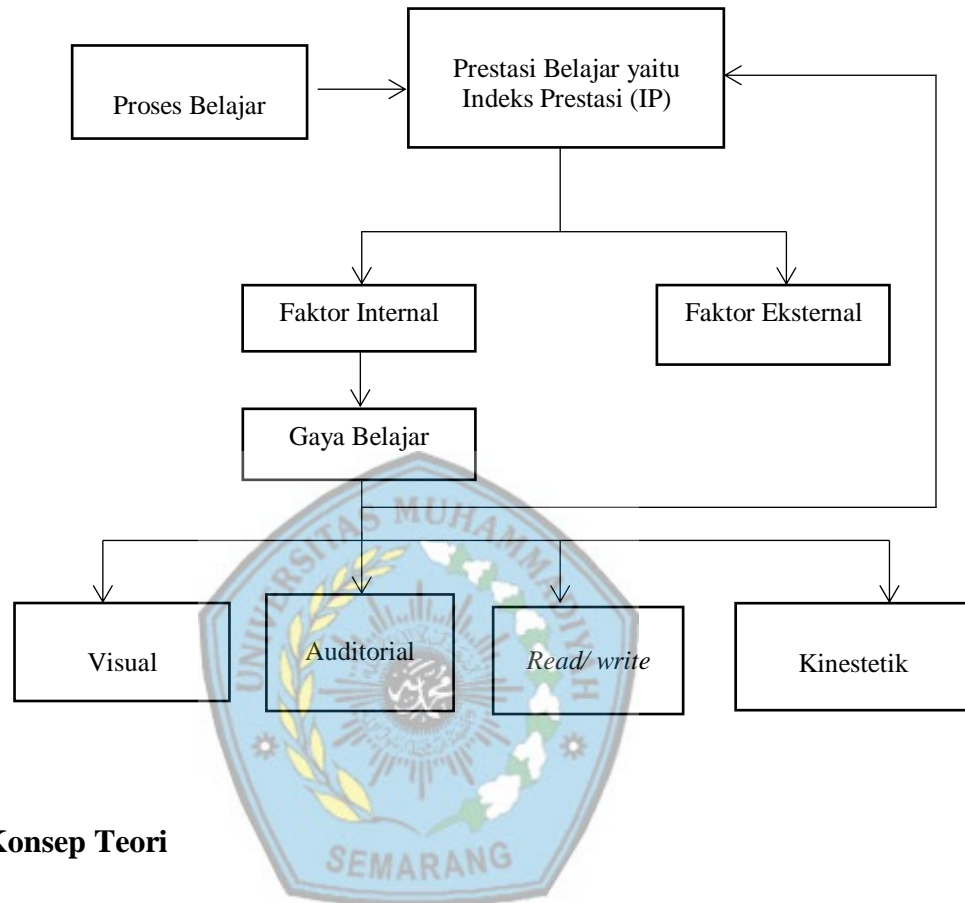 Prestasi Belajar yaitu
Indeks Prestasi (IP)
Proses Belajar
Faktor Internal
Faktor Eksternal
Gaya Belajar
Visual
Auditorial
Read/ write
Kinestetik
UNIVERSITAS MUHAMMADIYAH
SEMARANG
Konsep Teori